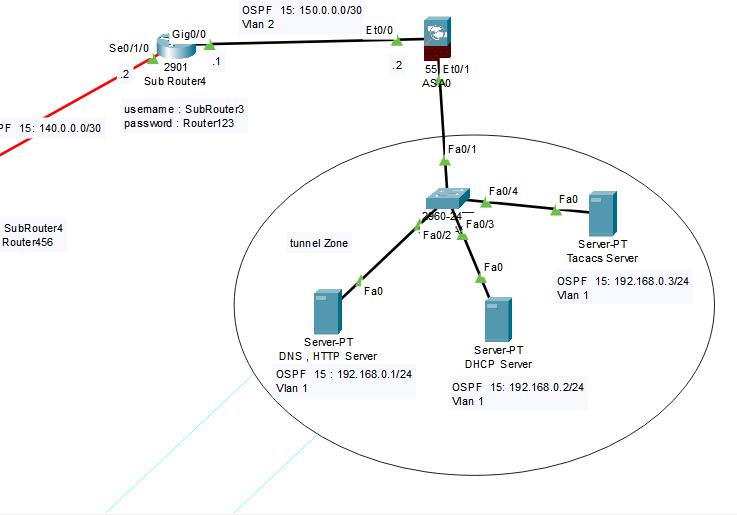 OSPF 15: 150.0.0.0/30
Vlan 2
Se0/1/0
Gig0/0
Et0/0
.2
.1
.2
2901
Sub Router4
55 Et0/1
ASA0
username : SubRouter3
password : Router123
PF 15: 140.0.0.0/30
Fa0/1
SubRouter4
Router456
2960-24
Fa0/4
Fa0
Fa0/2
Fa0/3
tunnel Zone
Server-PT
Tacacs Server
OSPF 15: 192.168.0.3/24
Vlan 1
Fa0
Fa0
Server-PT
DNS , HTTP Server
OSPF 15 : 192.168.0.1/24
Vlan 1
Server-PT
DHCP Server
OSPF 15: 192.168.0.2/24
Vlan 1